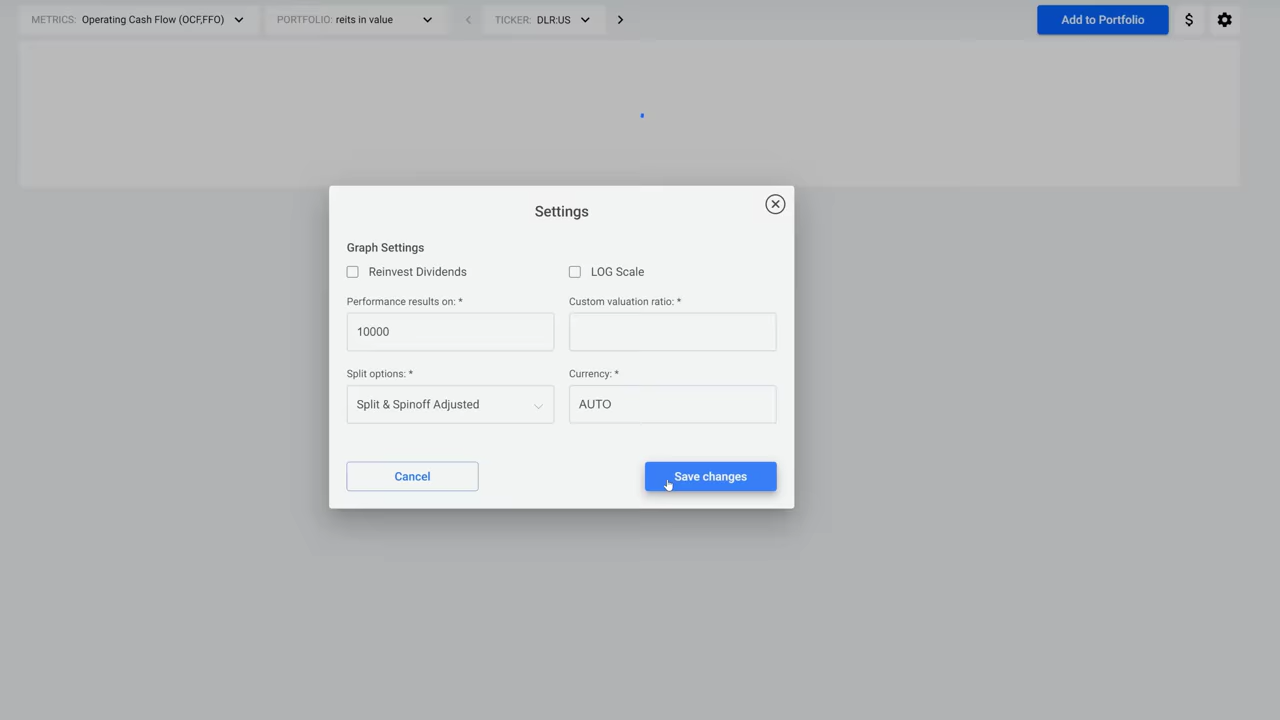 METRICS: Operating Cash Flow (OCF,FFO) PORTFOLIO: reits in value TICKER: DLR:US Add to Portfolio $
Settings
Graph Settings
Reinvest Dividends LOG Scale
Performance results on: * Custom valuation ratio: *
10000
Split options: * Currency: *
Split & Spinoff Adjusted AUTO
Cancel Save changes